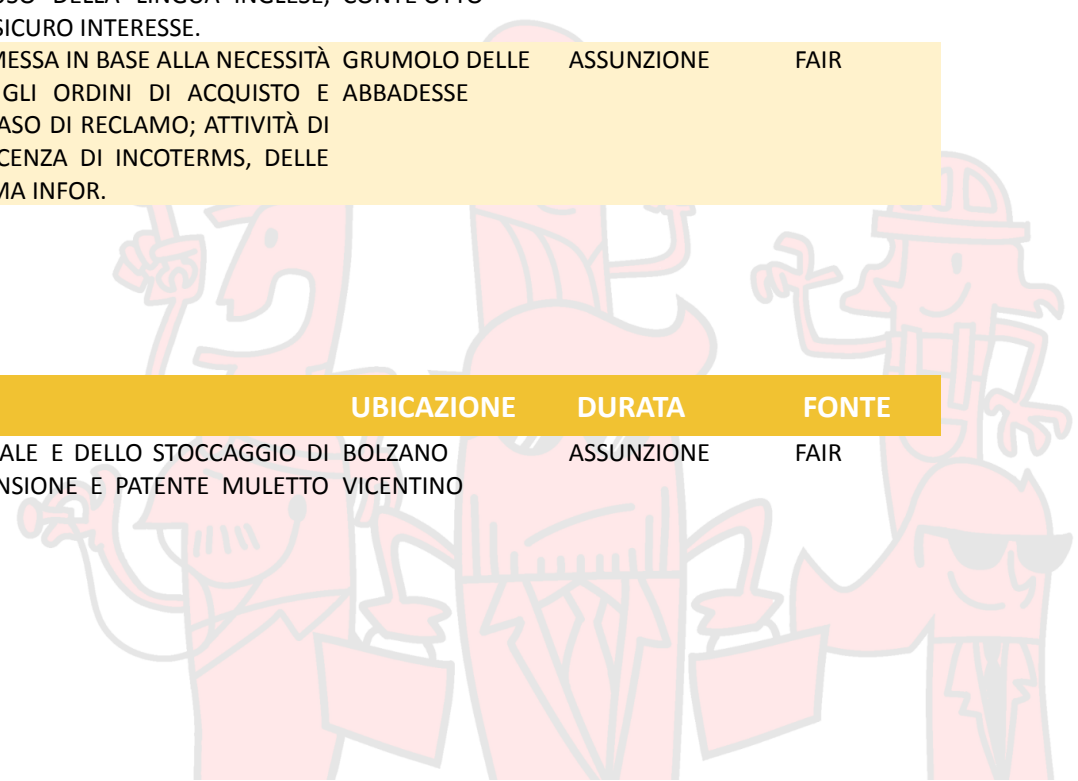 DELLA LINGUA INGLESE, CONTE OTTO
SICURO INTERESSE.
MESSA IN BASE ALLA NECESSITÀ GRUMOLO DELLE ASSUNZIONE FAIR
GLI ORDINI DI ACQUISTO E ABBADESSE
ASO DI RECLAMO; ATTIVITÀ DI
CENZA DI INCOTERMS, DELLE
MA INFOR.
UBICAZIONE DURATA FONTE
ALE E DELLO STOCCAGGIO DI BOLZANO ASSUNZIONE FAIR
NSIONE E PATENTE MULETTO VICENTINO